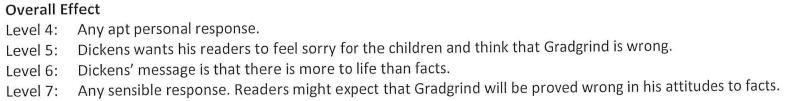 Overall Effect
Level 4: Any apt personal response.
Level 5: Dickens wants his readers to feel sorry for the children and think that Gradgrind is wrong.
Level 6: Dickens' message is that there is more to life than facts.
Level 7: Any sensible response. Readers might expect that Gradgrind will be proved wrong in his attitudes to facts.